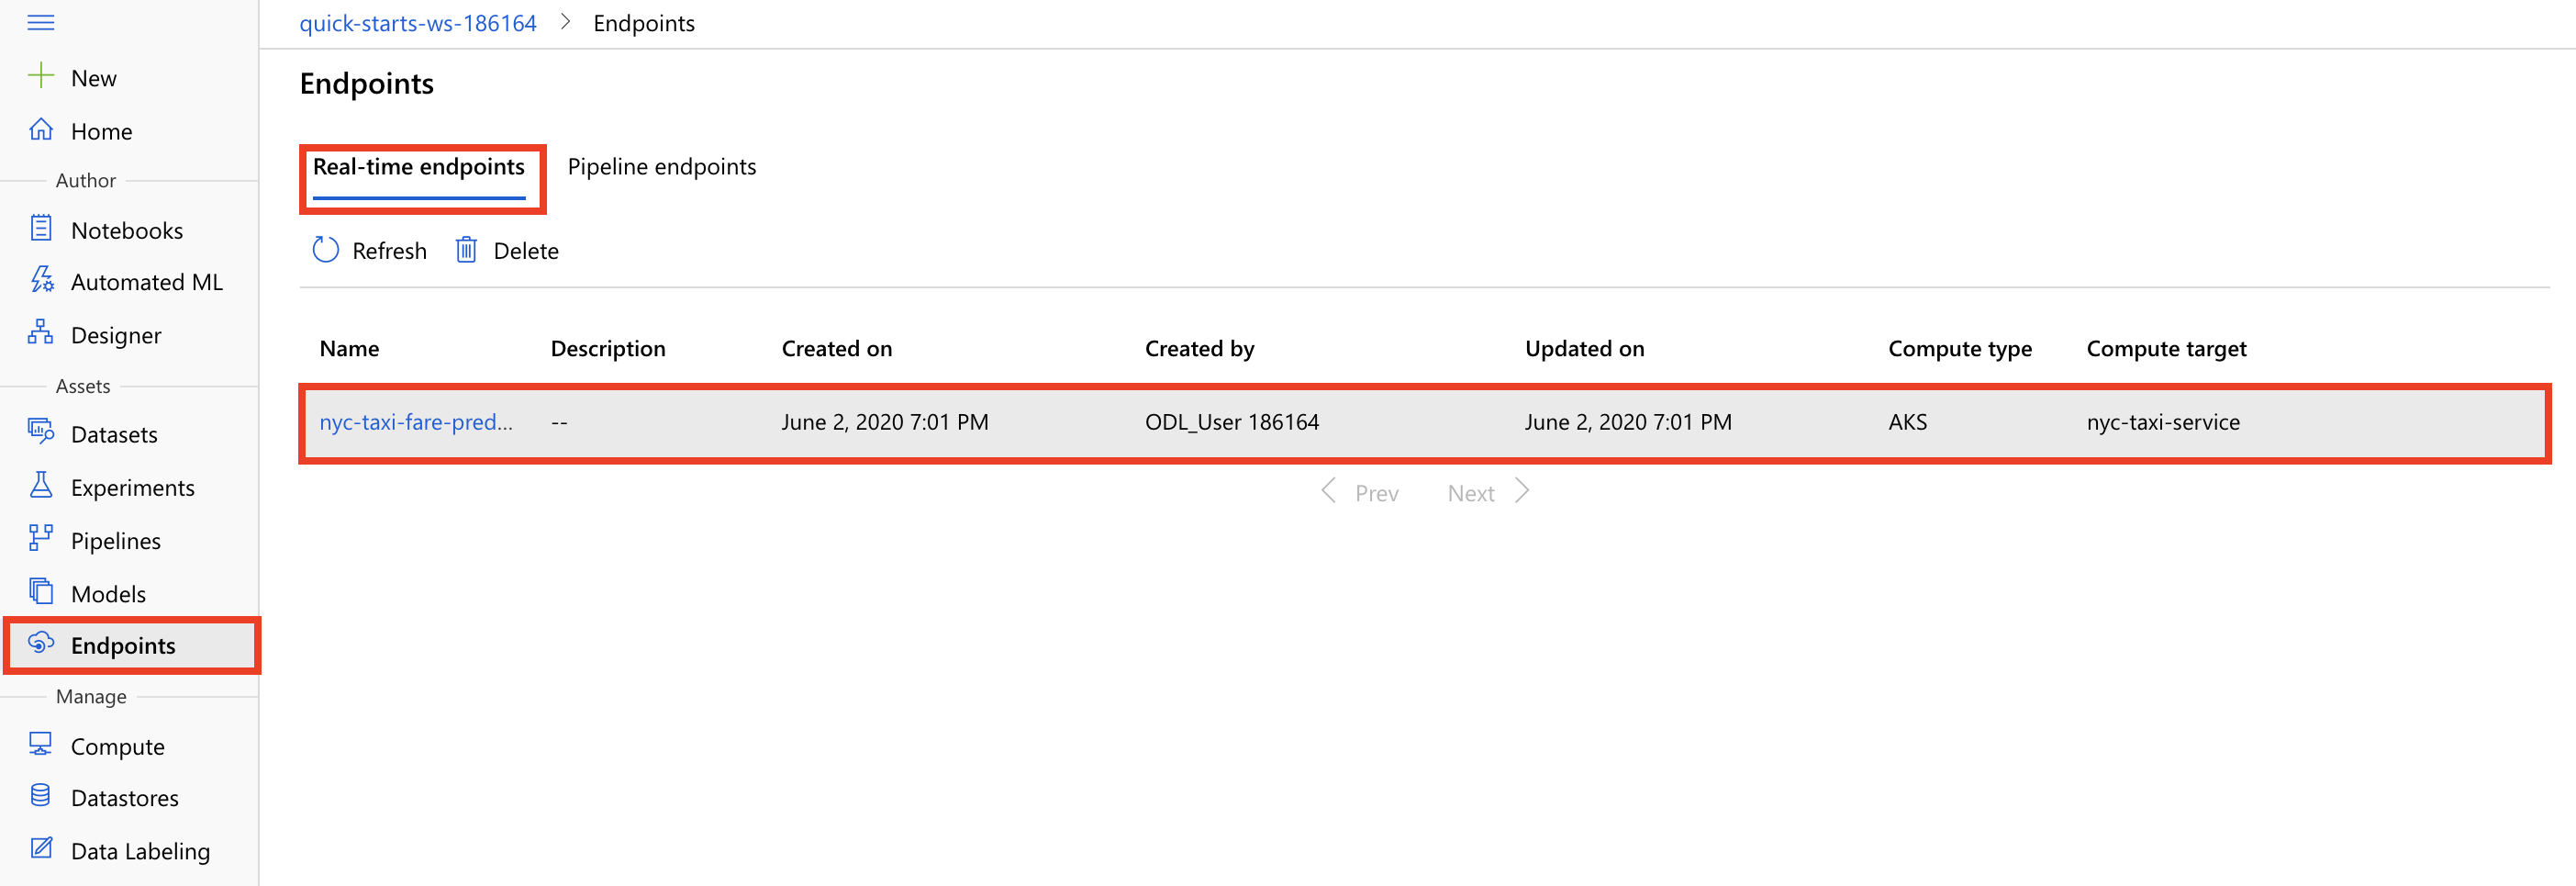 quick-starts-ws-186164 > Endpoints
New
Home
Author
Notebooks
Automated ML
Designer
Assets
Datasets
Experiments
Pipelines
Models
Endpoints
Manage
Compute
Datastores
Data Labeling
Endpoints
Real-time endpoints Pipeline endpoints
Refresh Delete
Name Description Created on Created by Updated on Compute type Compute target
nyc-taxi-fare-pred... -- June 2, 2020 7:01 PM ODL_User 186164 June 2, 2020 7:01 PM AKS nyc-taxi-service
Prev Next